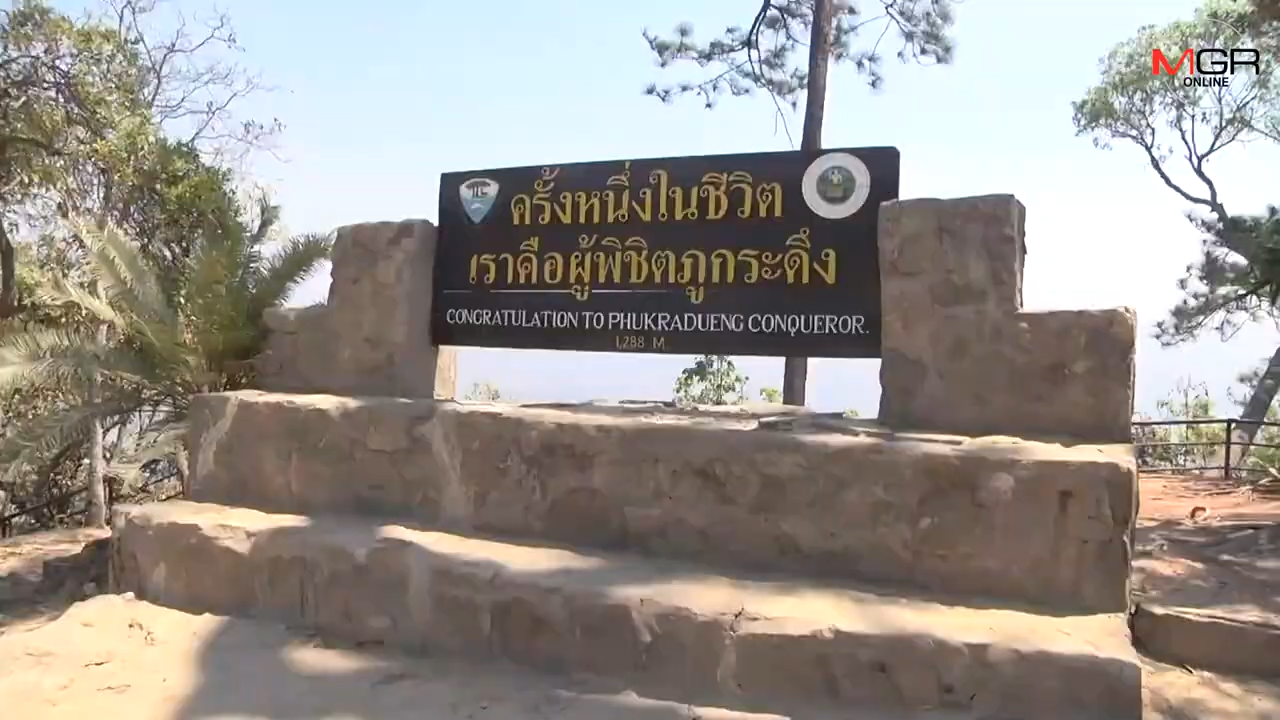 MGR
ONLINE
ครั้งหนึ่งในชีวิต
เราคือผู้พิชิตภูกระดึง
CONGRATULATION TO PHUKRADUENG CONQUEROR.
1,288 M.